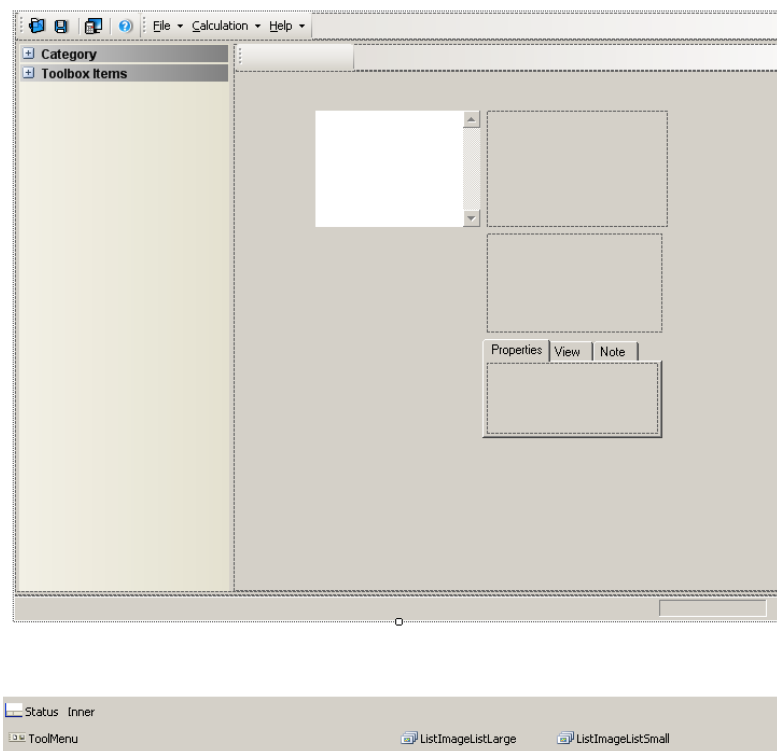 File Calculation Help
Category
Toolbox Items
Properties View Note
Status Inner
ToolMenu ListImageListLarge ListImageListSmall